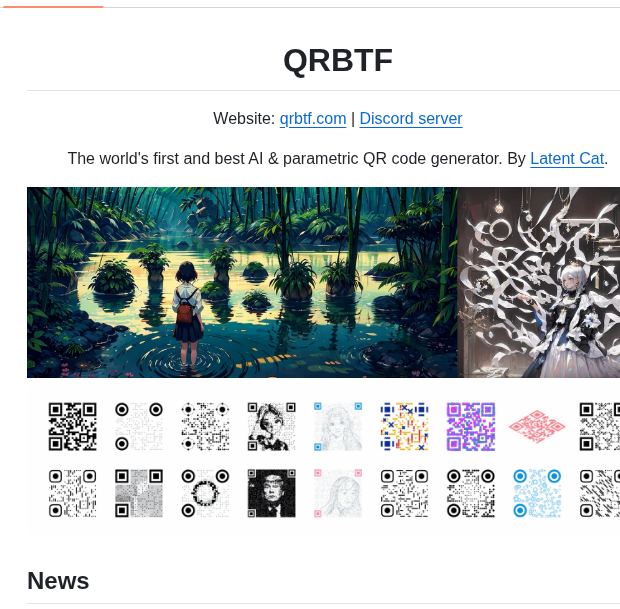 QRBTF
Website: qrbtf.com | Discord server
The world's first and best AI & parametric QR code generator. By Latent Cat.
News